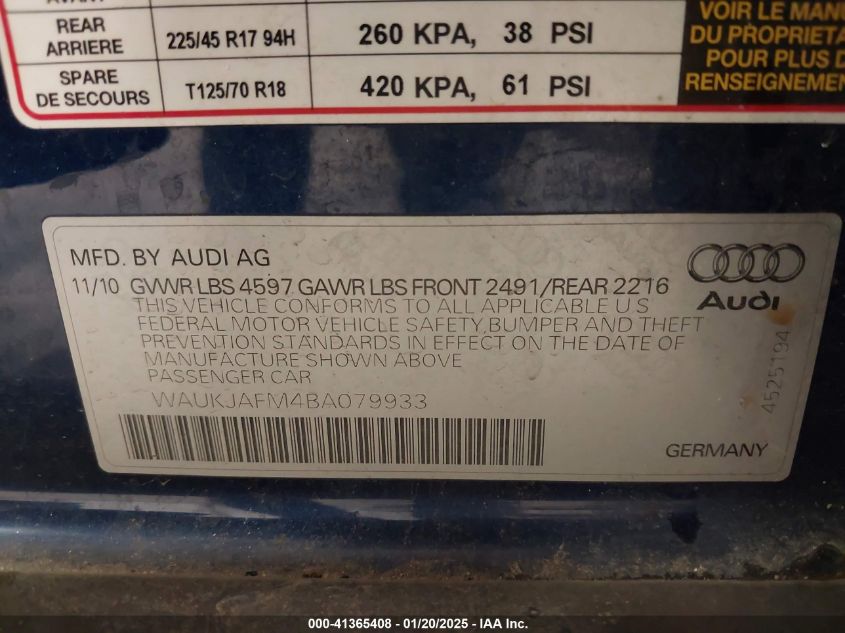 AVANT
REAR
ARRIERE
225/45 R17 94H
260 KPA, 38 PSI
SPARE
DE SECOURS
T125/70 R18
420 KPA, 61 PSI
VOIR LE
DU
POUR PLUS
MFD. BY AUDI AG
11/10 GVWR LBS 4597 GAWR LBS FRONT 2491/REAR 2216
THIS VEHICLE CONFORMS TO ALL APPLICABLE U S
FEDERAL MOTOR VEHICLE SAFETY, BUMPER AND THEFT
PREVENTION STANDARDS IN EFFECT ON THE DATE OF
MANUFACTURE SHOWN ABOVE
PASSENGER CAR
WAUKJAFM4BA079933
Audi
4525194
GERMANY
000-41365408 - 01/20/2025 - IAA Inc.